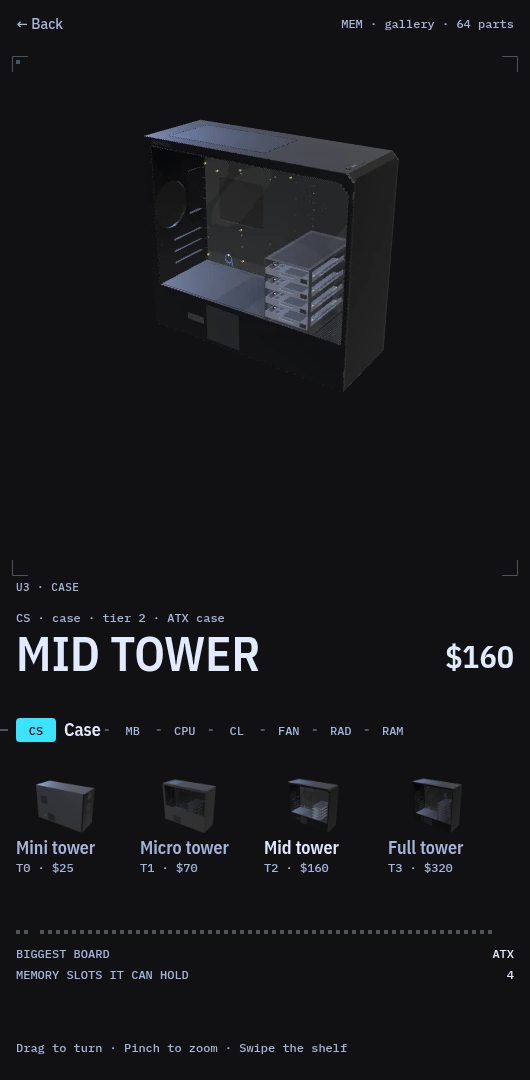 ← Back
MEM · gallery · 64 parts
U3 · CASE
CS · case · tier 2 · ATX case
MID TOWER
$160
CS Case MB CPU CL FAN RAD RAM
Mini tower Micro tower Mid tower Full tower
T0 · $25 T1 · $70 T2 · $160 T3 · $320
BIGGEST BOARD ATX
MEMORY SLOTS IT CAN HOLD 4
Drag to turn · Pinch to zoom · Swipe the shelf